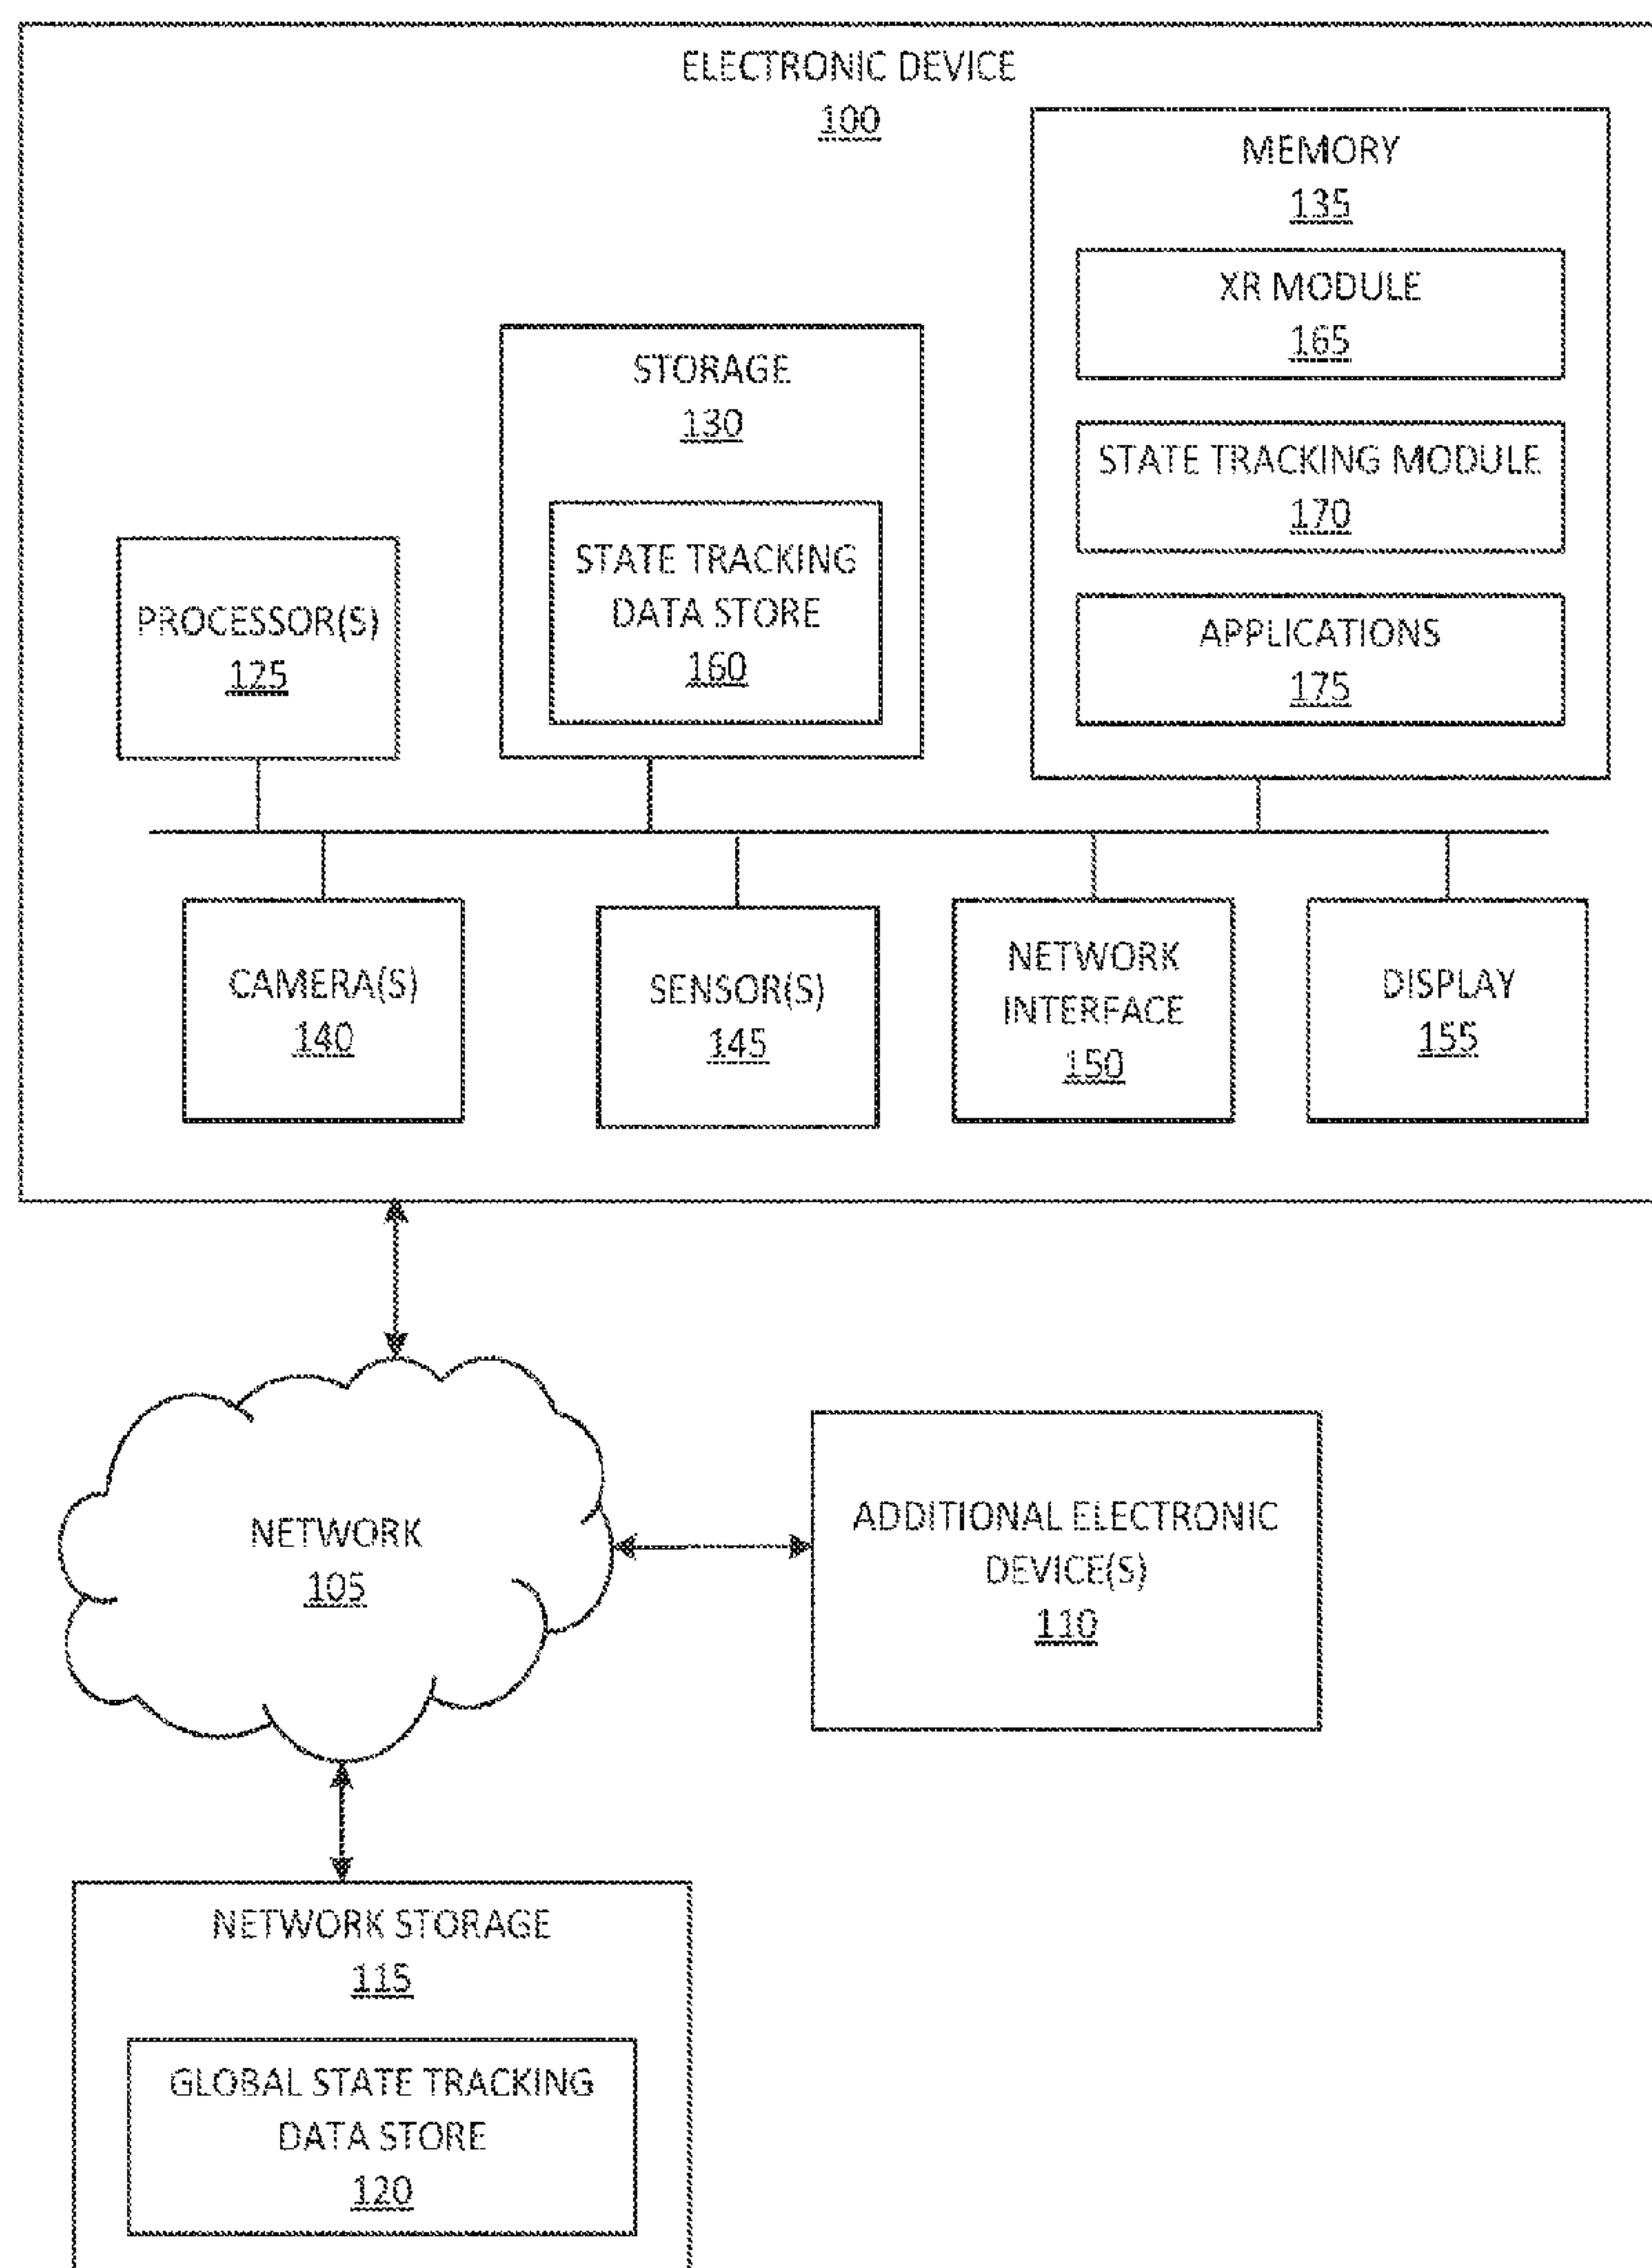 ELECTRONIC DEVICE
100
MEMORY
135
XR MODULE
165
STATE TRACKING MODULE
170
APPLICATIONS
175
STORAGE
130
STATE TRACKING
DATA STORE
160
PROCESSOR(S)
125
CAMERA(S)
140
SENSOR(S)
145
NETWORK
INTERFACE
150
DISPLAY
155
NETWORK
105
ADDITIONAL ELECTRONIC
DEVICE(S)
110
NETWORK STORAGE
115
GLOBAL STATE TRACKING
DATA STORE
120